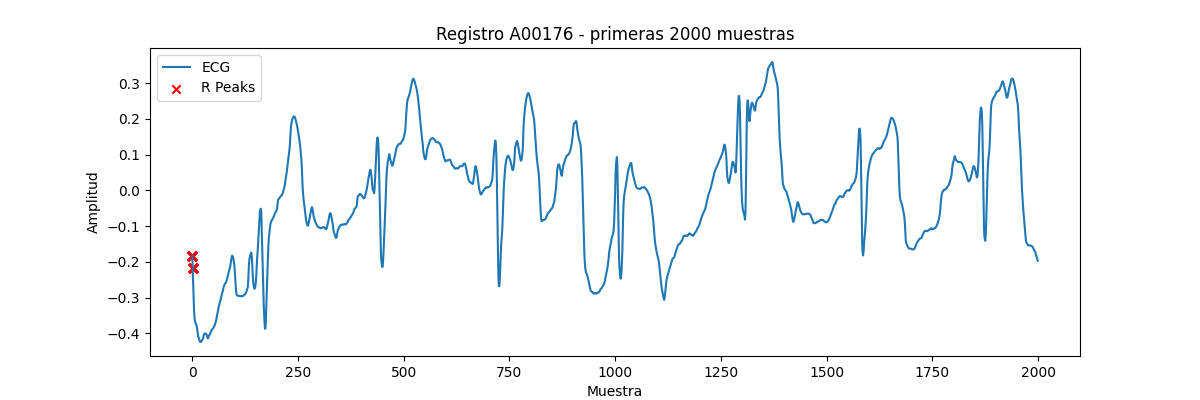 Registro A00176 - primeras 2000 muestras
ECG
R Peaks
Amplitud
0.3
0.2
0.1
0.0
−0.1
−0.2
−0.3
−0.4
0 250 500 750 1000 1250 1500 1750 2000
Muestra